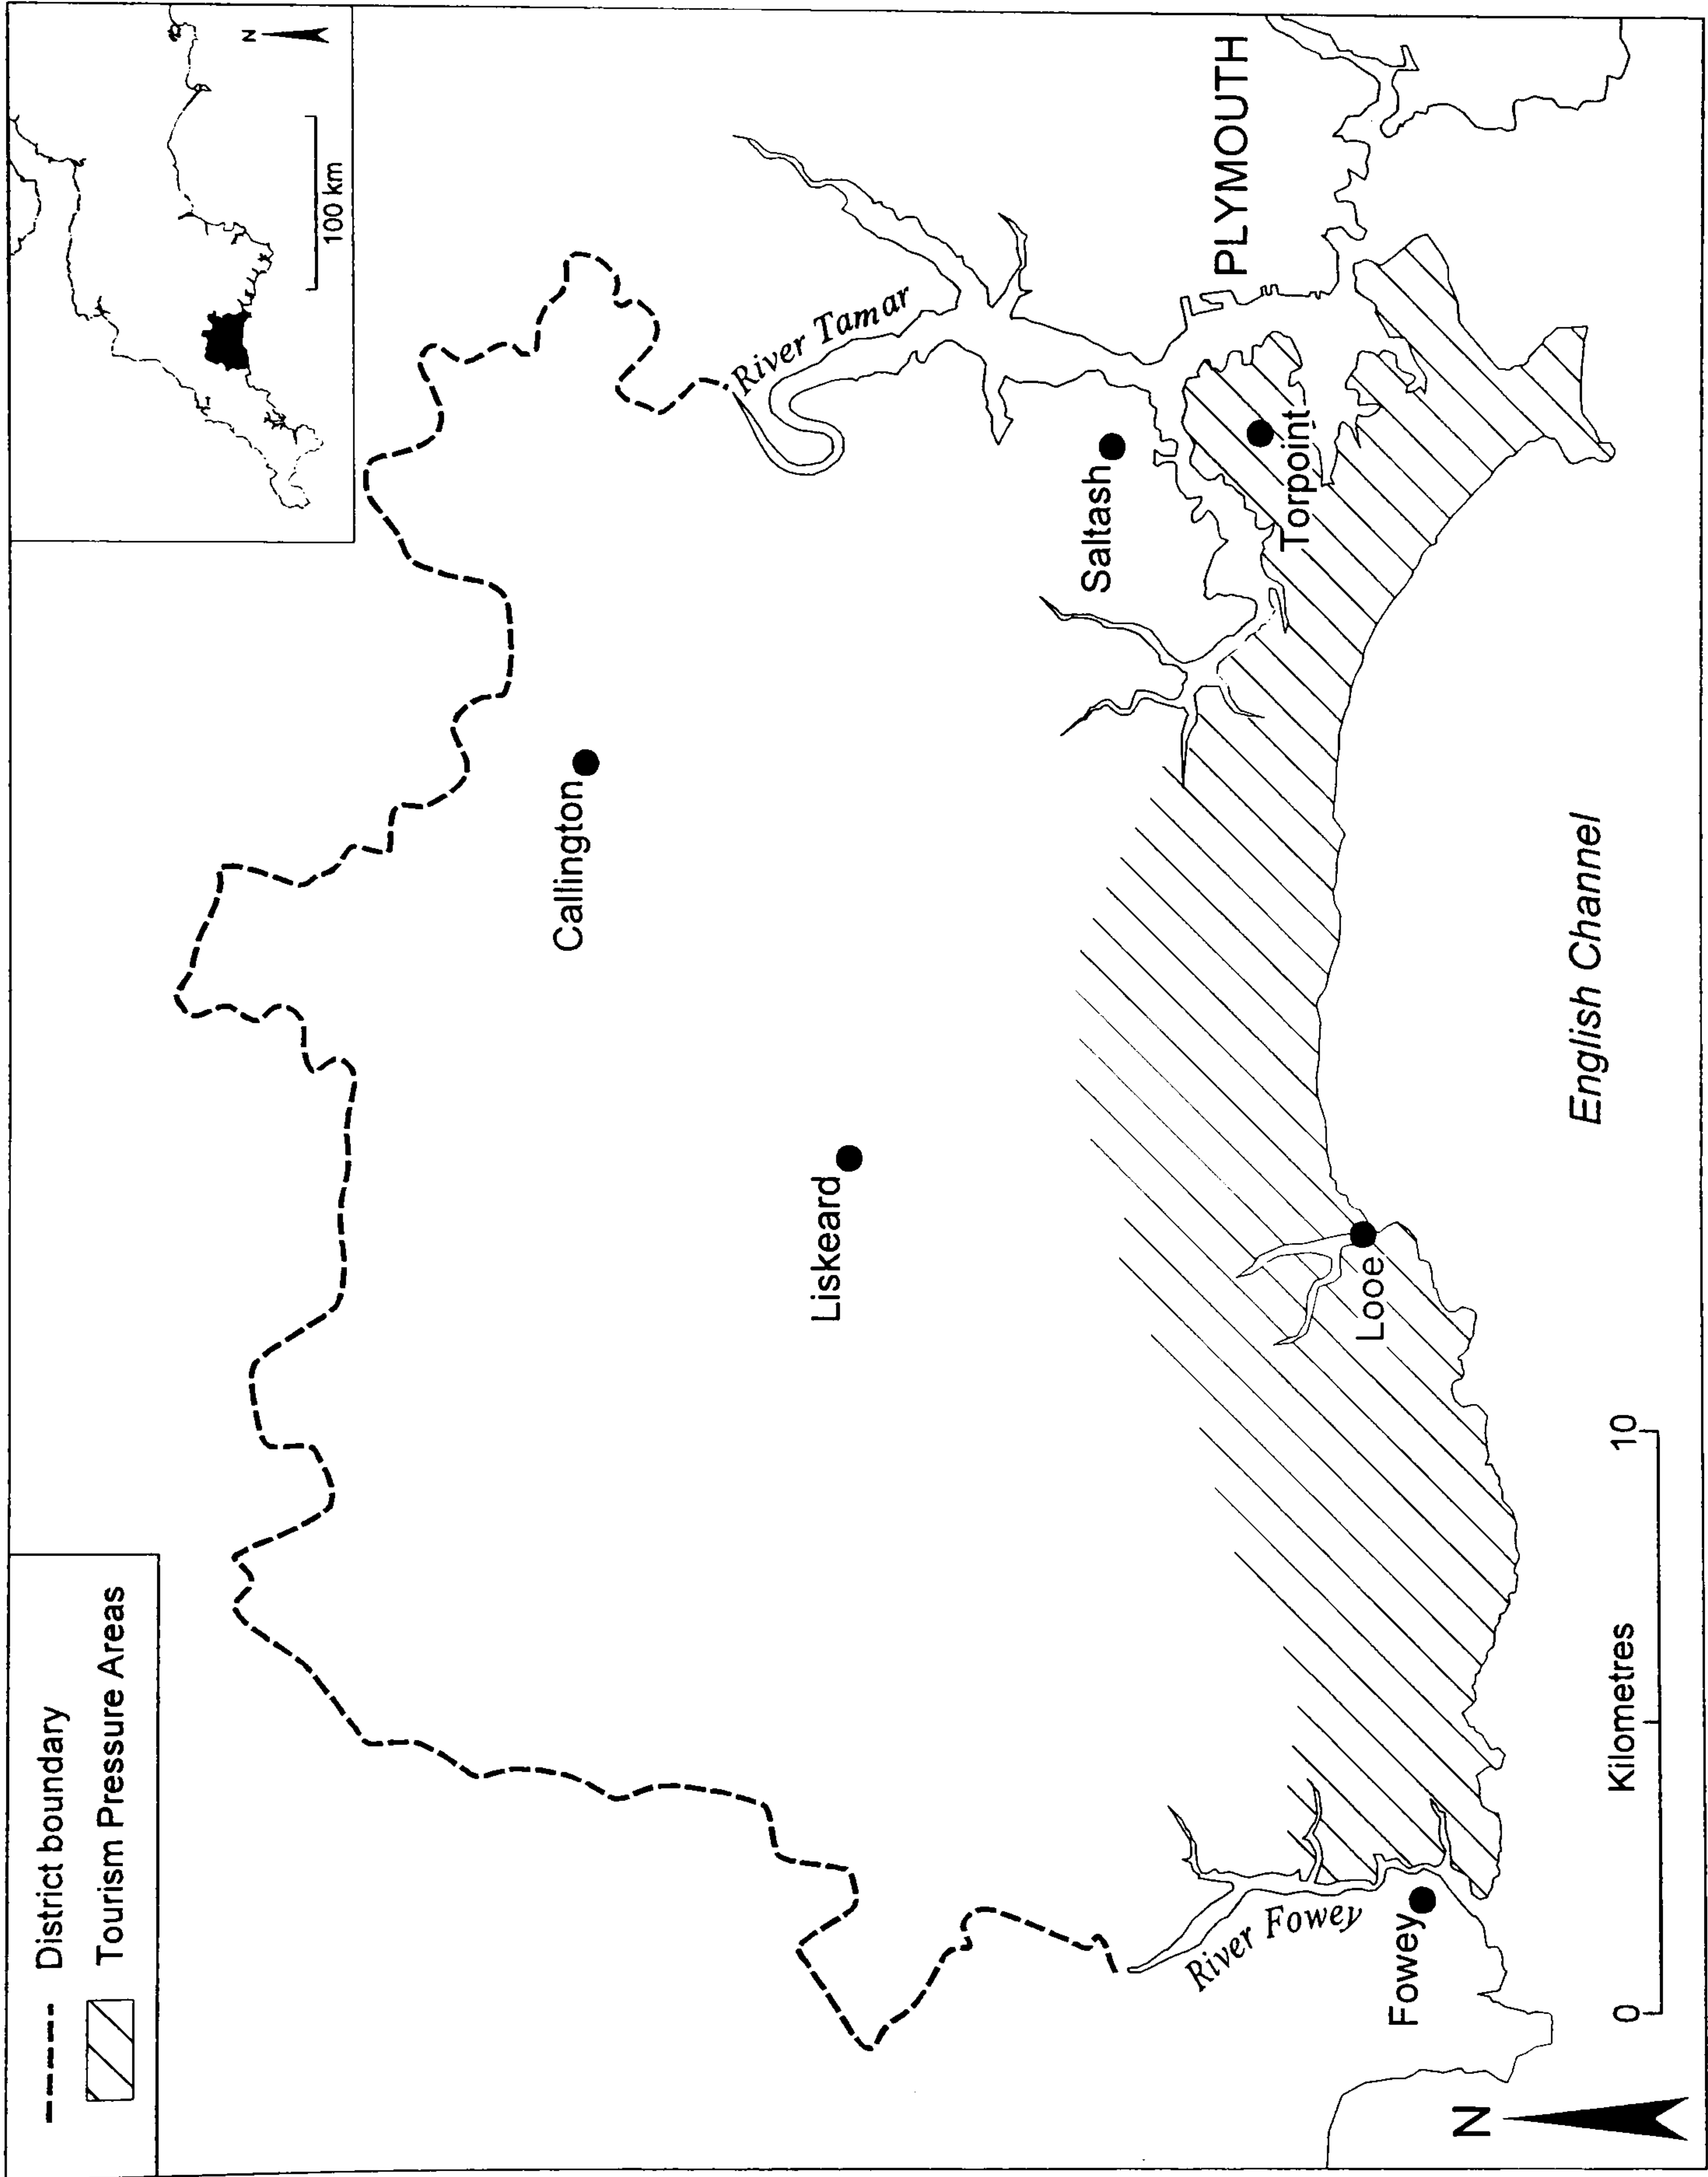 District boundary
Tourism Pressure Areas
N
100 km
Callington
Liskeard
River Tamar
Saltash
PLYMOUTH
Torpoint
Looe
River Fowey
Fowey
English Channel
N
Kilometres
0
10